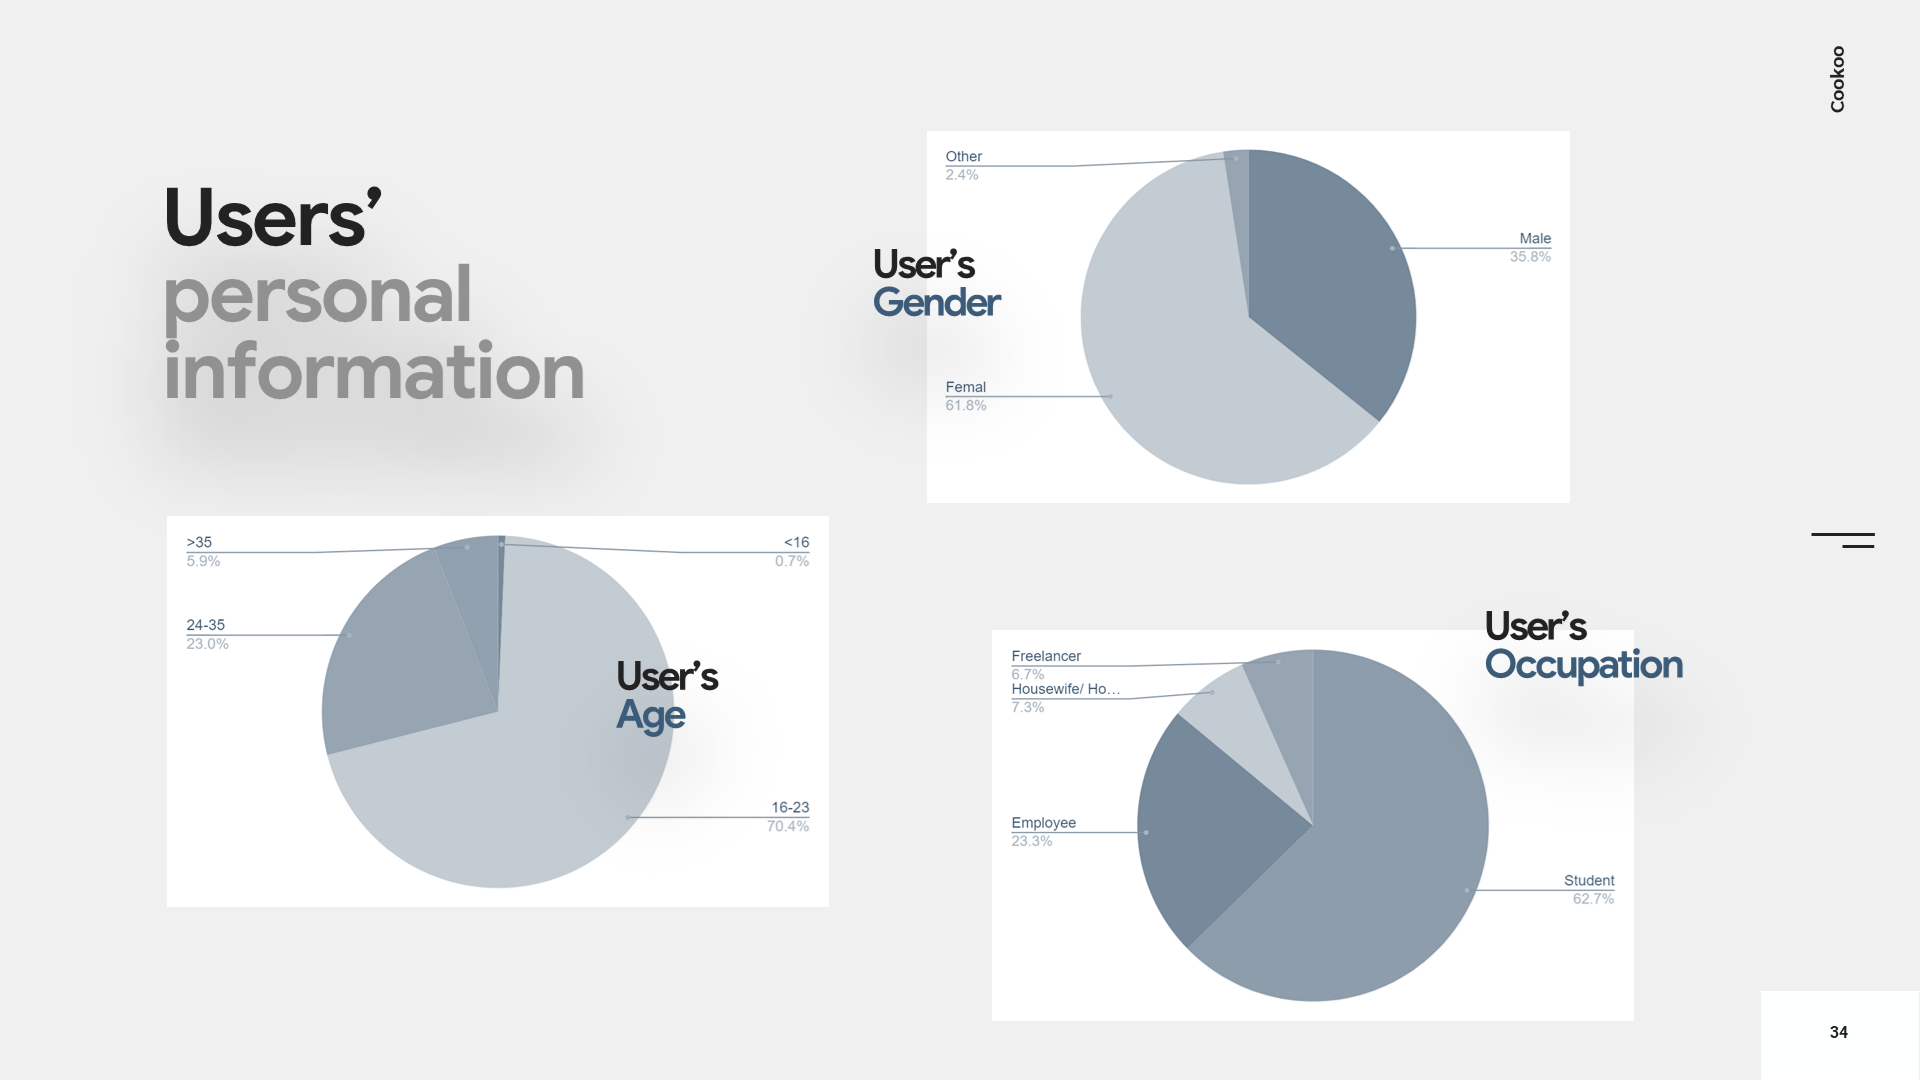 Cookoo
Users’
personal
information
User’s
Gender
Other
2.4%
Male
35.8%
Femal
61.8%
User’s
Age
>35
5.9%
<16
0.7%
24-35
23.0%
16-23
70.4%
User’s
Occupation
Freelancer
6.7%
Housewife/ Ho…
7.3%
Employee
23.3%
Student
62.7%
34